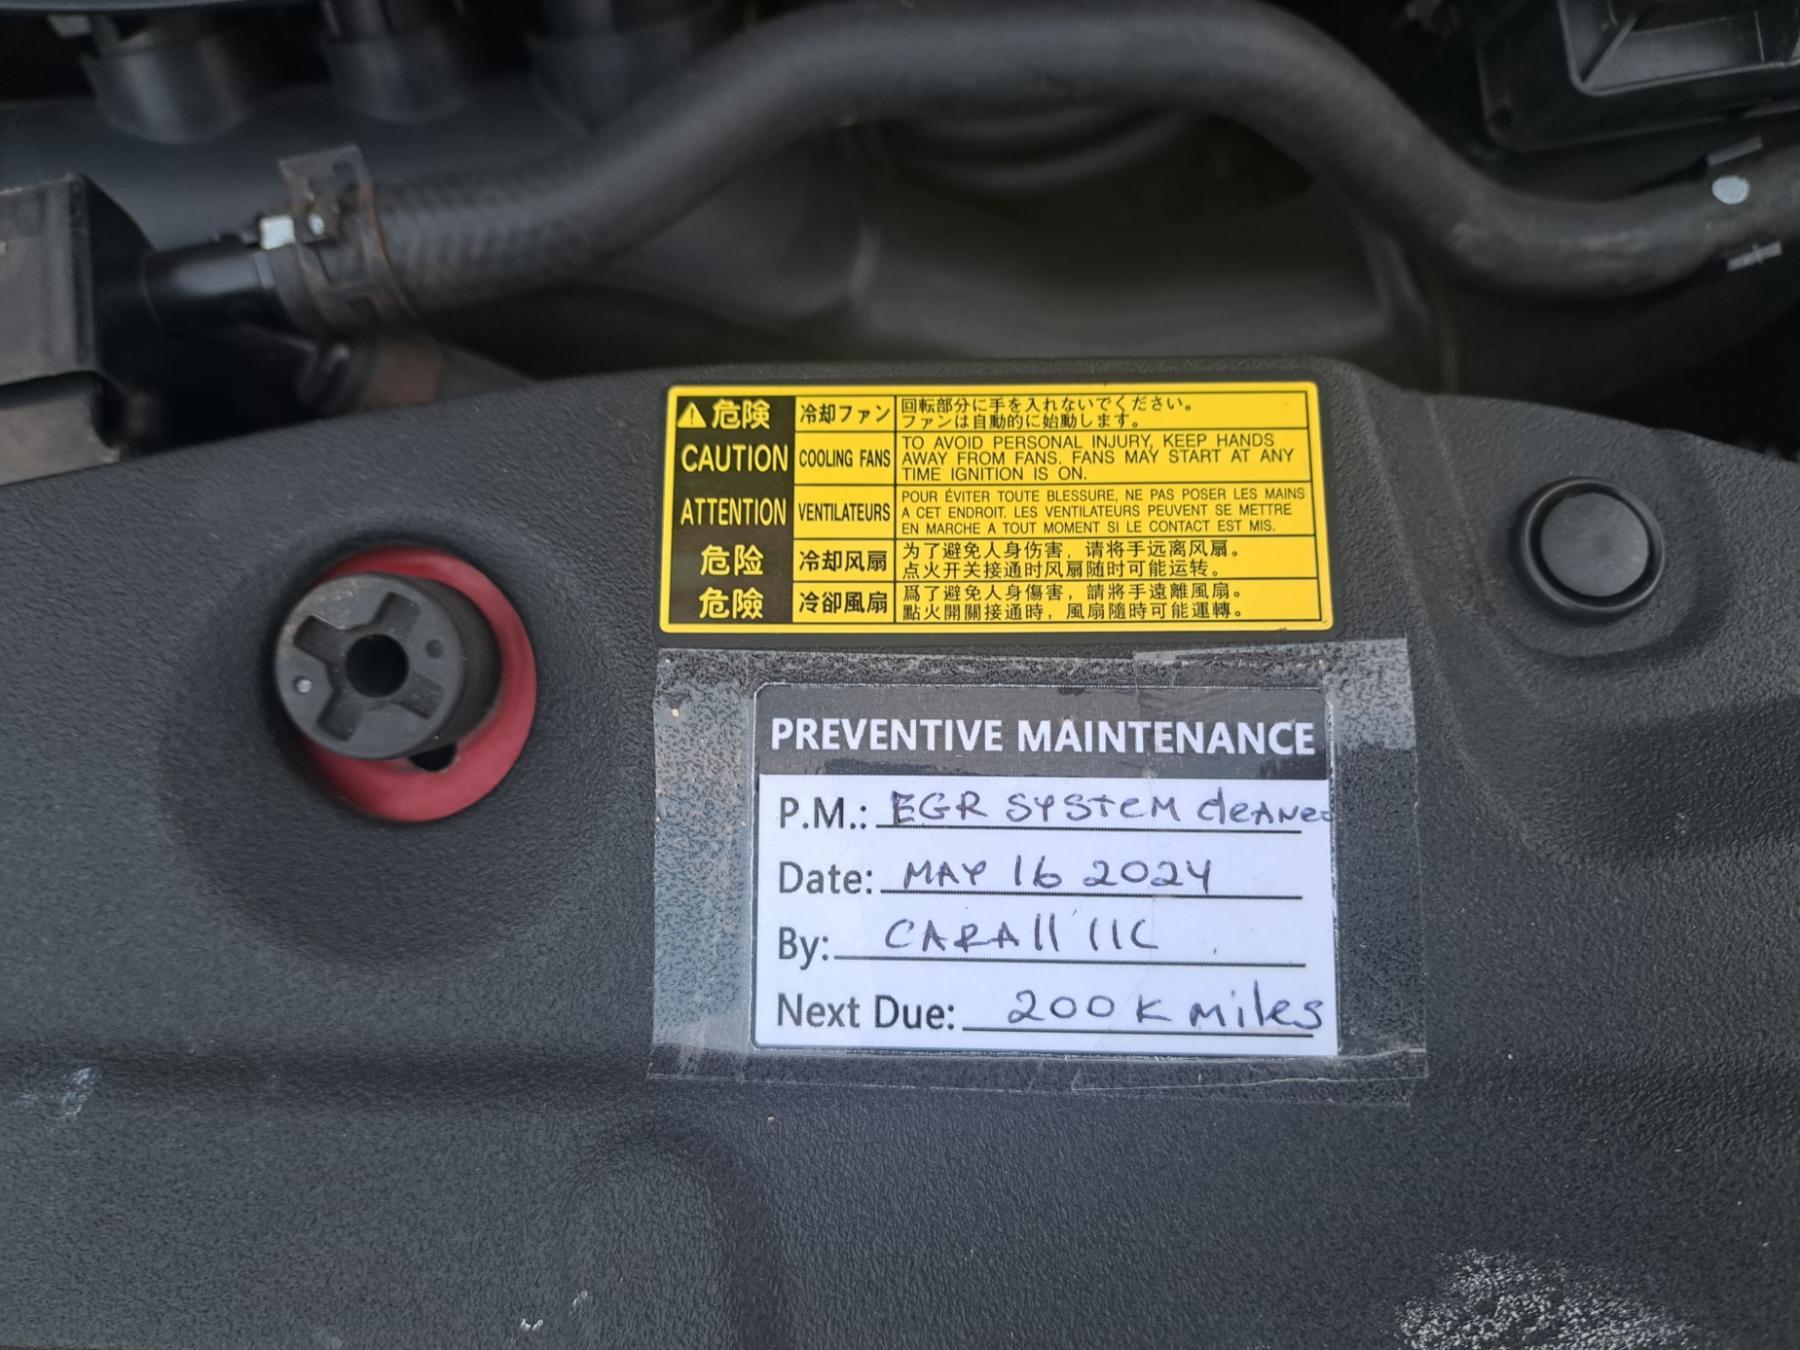 危険 冷却ファン 回転部分に手を入れないでください。
ファンは自動的に始動します。
CAUTION COOLING FANS TO AVOID PERSONAL INJURY, KEEP HANDS
AWAY FROM FANS. FANS MAY START AT ANY
TIME IGNITION IS ON.
ATTENTION VENTILATEURS POUR ÉVITER TOUTE BLESSURE, NE PAS POSER LES MAINS
A CET ENDROIT. LES VENTILATEURS PEUVENT SE METTRE
EN MARCHE A TOUT MOMENT SI LE CONTACT EST MIS.
危险 冷却风扇 为了避免人身伤害，请将手远离风扇。
点火开关接通时风扇随时可能运转。
危險 冷卻風扇 爲了避免人身傷害，請將手遠離風扇。
點火開關接通時，風扇隨時可能運轉。
PREVENTIVE MAINTENANCE
P.M.: EGR SYSTEM cleaned
Date: MAY 16 2024
By: CARAll llC
Next Due: 200K miles